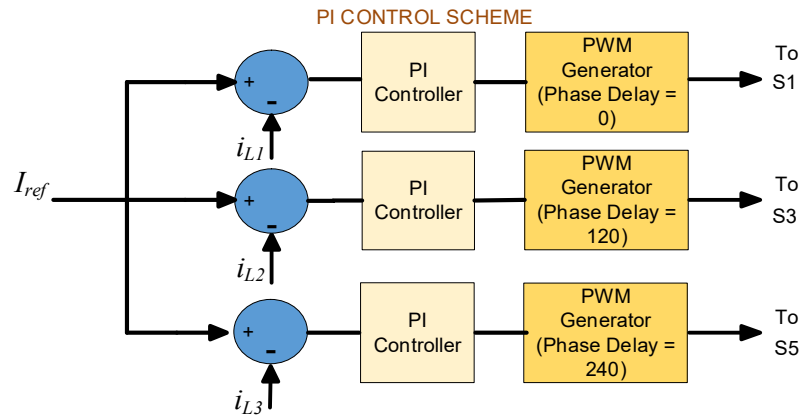 PI CONTROL SCHEME
+
-
PI
Controller
PWM
Generator
(Phase Delay =
0)
To
S1
iL1
Iref
+
-
PI
Controller
PWM
Generator
(Phase Delay =
120)
To
S3
iL2
+
-
PI
Controller
PWM
Generator
(Phase Delay =
240)
To
S5
iL3